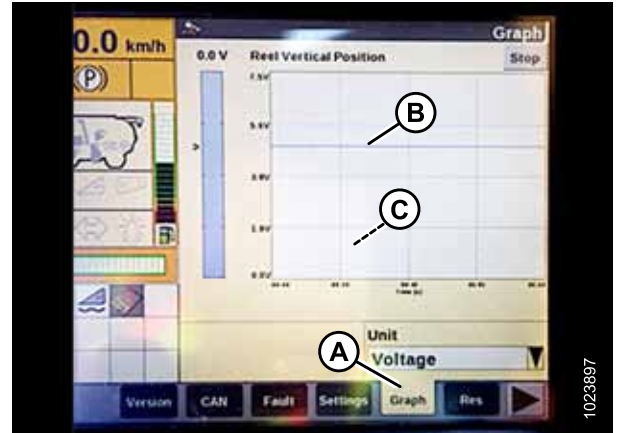 Graph
0.0 km/h
0.0 V Reel Vertical Position Stop
(P)
B
C
A
Unit
Voltage
Version CAN Fault Settings Graph Res
1023897